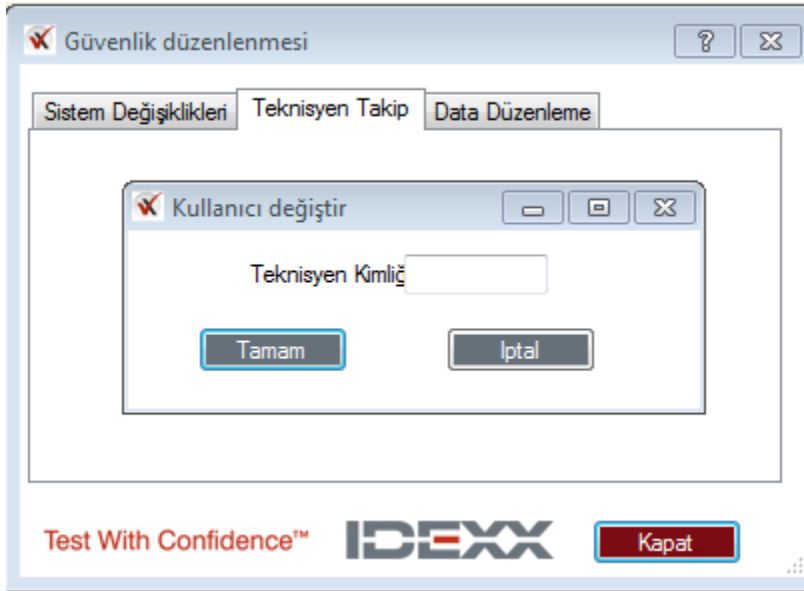 Güvenlik düzenlenmesi
Sistem Değişiklikleri Teknisyen Takip Data Düzenleme
Kullanıcı değiştir
Teknisyen Kimliğ
Tamam Iptal
Test With Confidence™ IDEXX Kapat